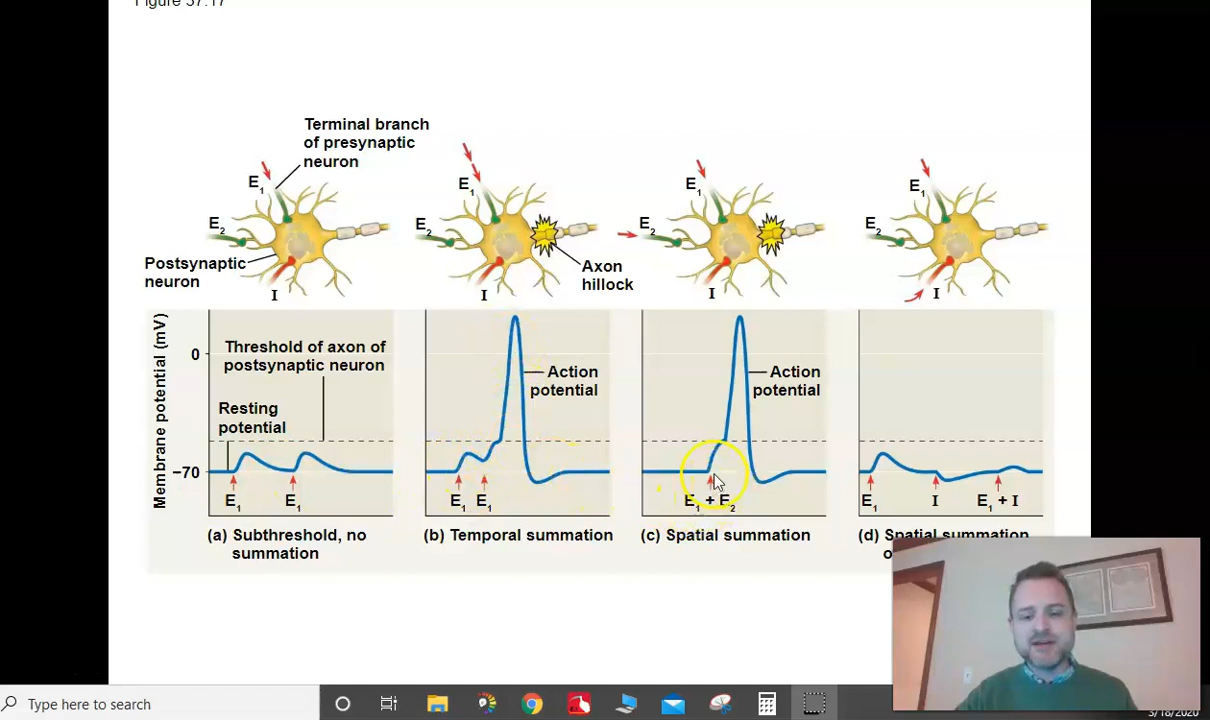 Figure 37.17
Terminal branch
of presynaptic
neuron
E1
E2
Postsynaptic
neuron
I
E1
E2
Axon
hillock
I
E1
E2
I
E1
E2
I
Membrane potential (mV)
0
−70
Threshold of axon of
postsynaptic neuron
Resting
potential
E1
E1
Action
potential
E1
E1
Action
potential
E1 + E2
E1
I
E1 + I
(a) Subthreshold, no
summation
(b) Temporal summation
(c) Spatial summation
(d) Spatial summation
Type here to search
3/18/2020